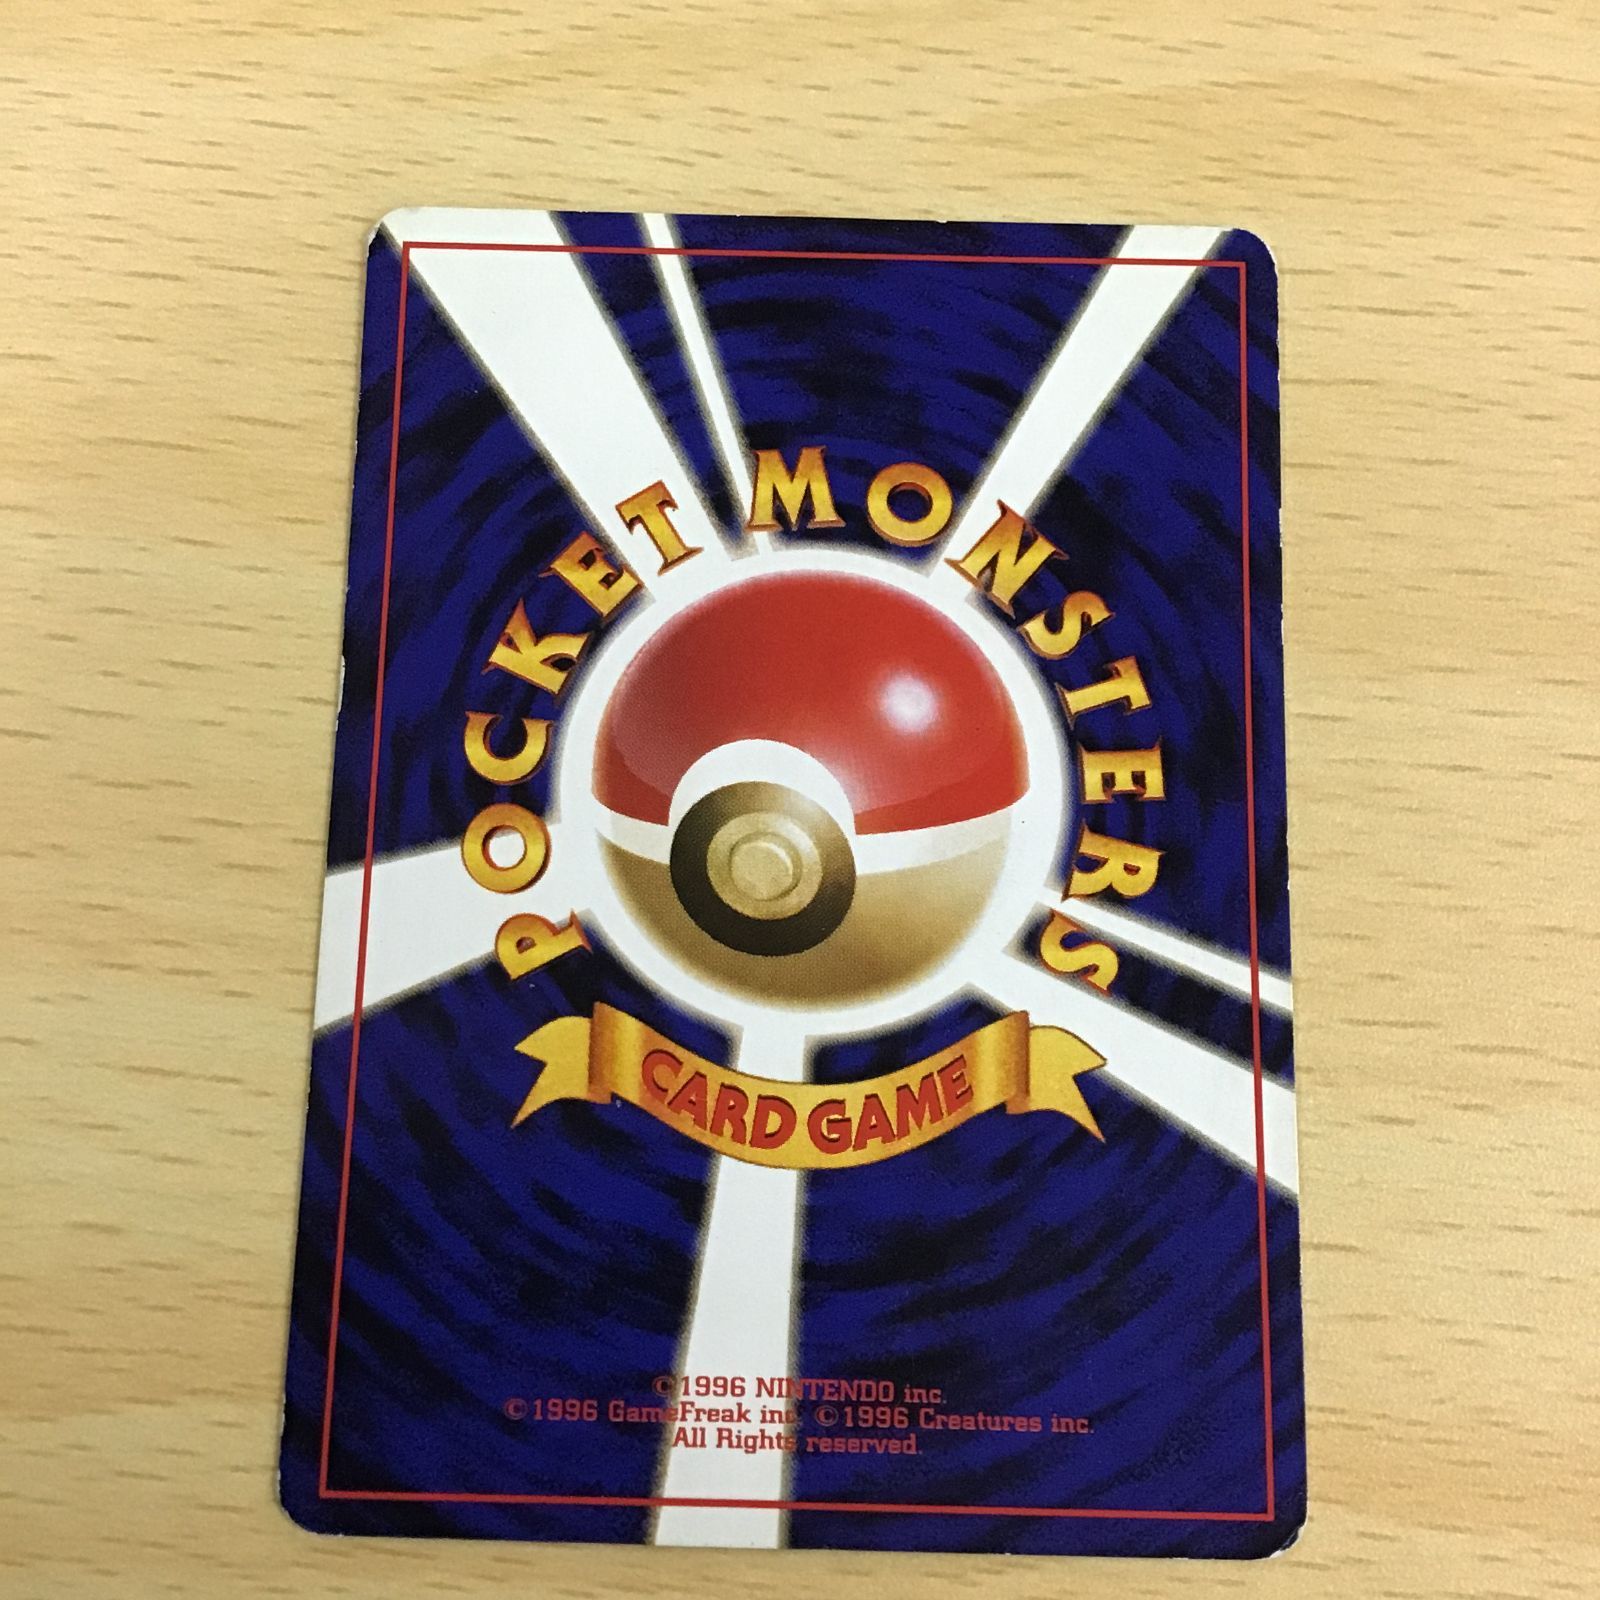 POCKET MONSTERS
CARD GAME
©1996 NINTENDO inc.
©1996 GameFreak inc. ©1996 Creatures inc.
All Rights reserved.